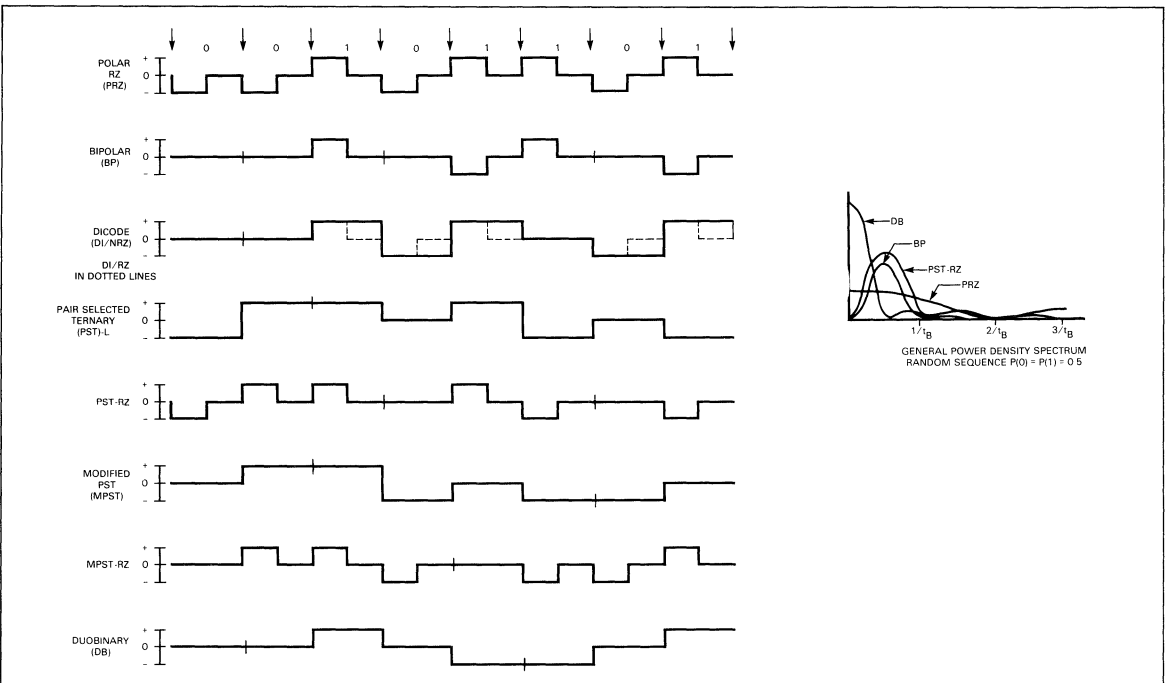 0 0 1 0 1 1 0 1
POLAR
RZ
(PRZ)
+
0
−
BIPOLAR
(BP)
+
0
−
DICODE
(DI/NRZ)
+
0
−
DI/RZ
IN DOTTED LINES
PAIR SELECTED
TERNARY
(PST)-L
+
0
−
PST-RZ
+
0
−
MODIFIED
PST
(MPST)
+
0
−
MPST-RZ
+
0
−
DUOBINARY
(DB)
+
0
−
DB
BP
PST-RZ
PRZ
1/tB 2/tB 3/tB
GENERAL POWER DENSITY SPECTRUM
RANDOM SEQUENCE P(0) = P(1) = 0 5